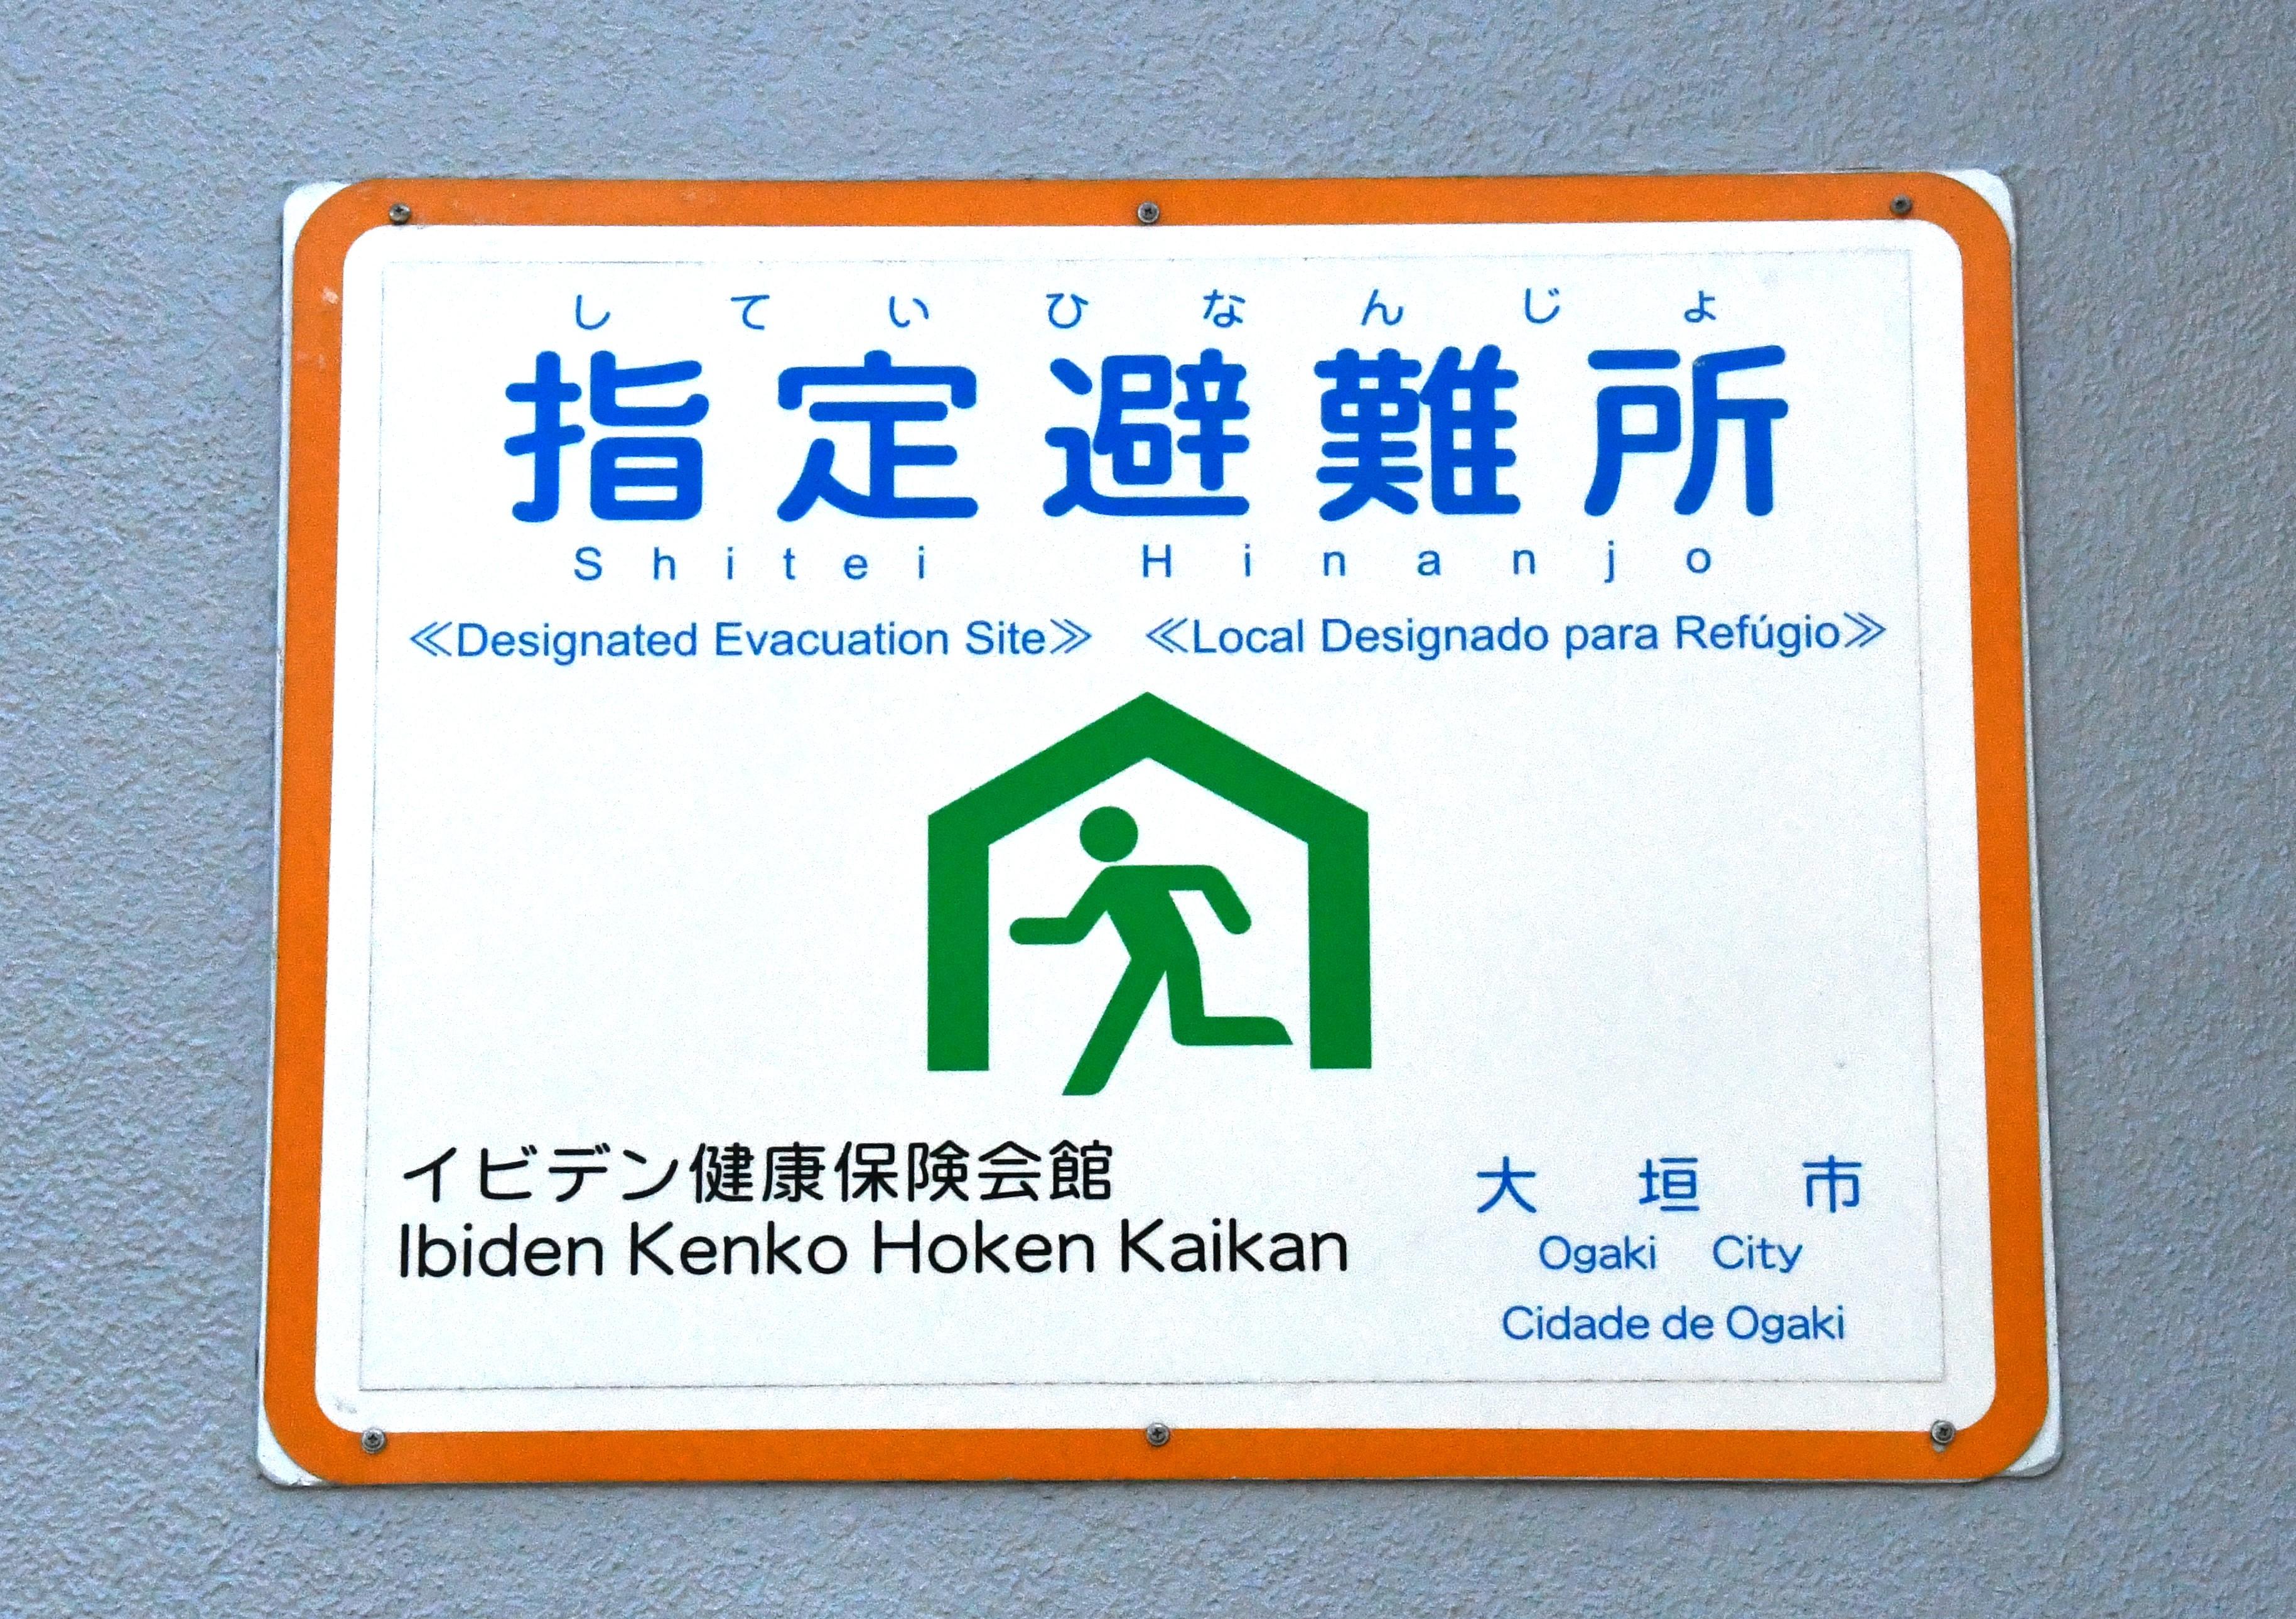 していひなんじょ
指定避難所
Shitei Hinanjo
≪Designated Evacuation Site≫ ≪Local Designado para Refúgio≫
イビデン健康保険会館
Ibiden Kenko Hoken Kaikan
大垣市
Ogaki City
Cidade de Ogaki